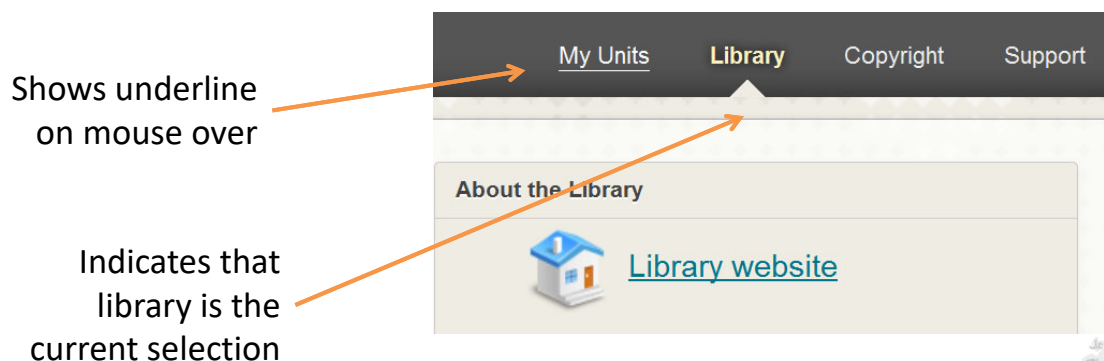 My Units Library Copyright Support
Shows underline
on mouse over
About the Library
Library website
Indicates that
library is the
current selection